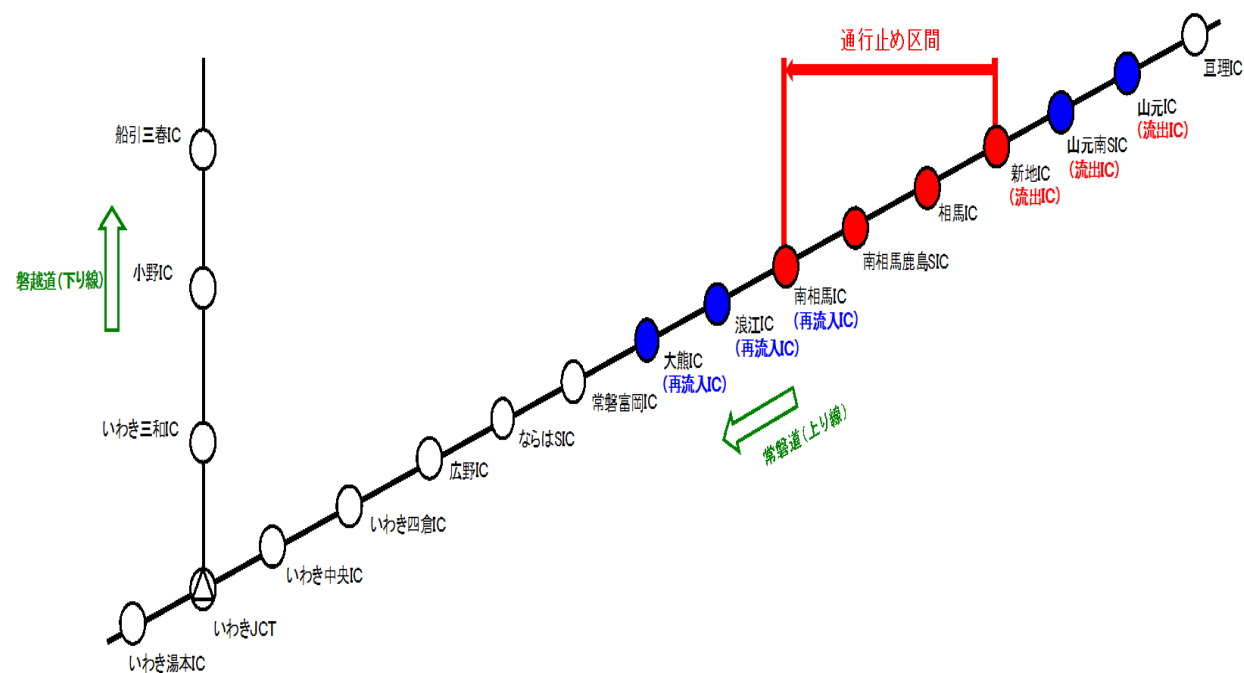 通行止め区間
亘理IC
山元IC
(流出IC)
山元南SIC
(流出IC)
新地IC
(流出IC)
相馬IC
南相馬鹿島SIC
南相馬IC
(再流入IC)
浪江IC
(再流入IC)
大熊IC
(再流入IC)
常磐富岡IC
ならはSIC
広野IC
いわき四倉IC
いわき中央IC
いわきJCT
いわき湯本IC
常磐道(上り線)
船引三春IC
小野IC
いわき三和IC
磐越道(下り線)